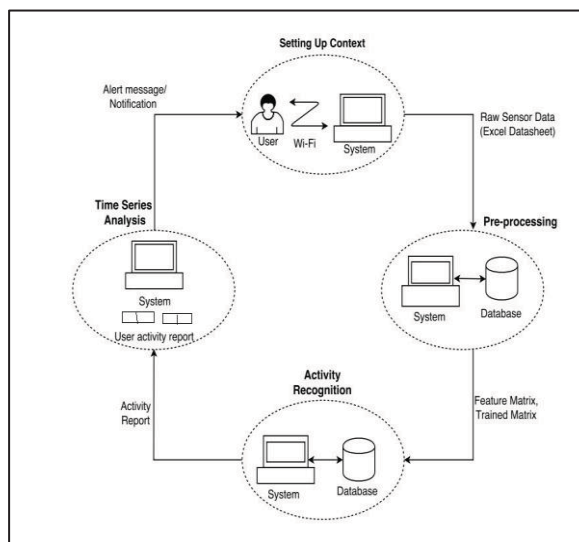 Setting Up Context
Alert message/
Notification
User
Wi-Fi
System
Raw Sensor Data
(Excel Datasheet)
Time Series
Analysis
System
User activity report
Pre-processing
System
Database
Activity
Recognition
System
Database
Activity
Report
Feature Matrix,
Trained Matrix